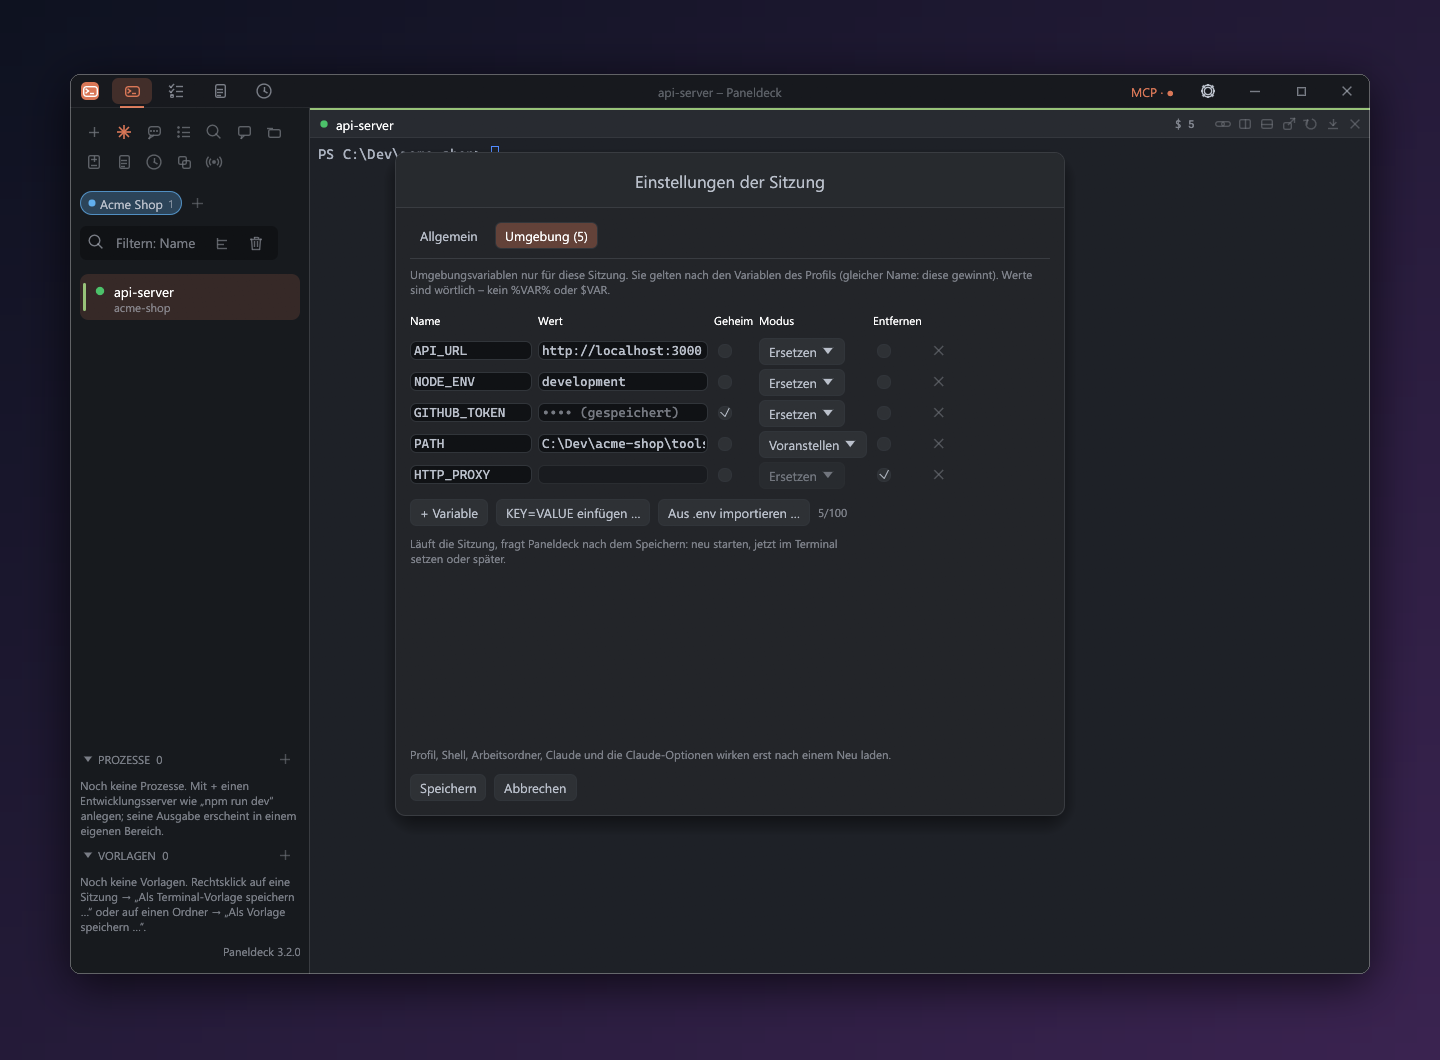 api-server – Paneldeck
MCP ·
api-server
$ 5
PS C:\Dev\acme-shop>
Acme Shop 1
Filtern: Name
api-server
acme-shop
Einstellungen der Sitzung
Allgemein
Umgebung (5)
Umgebungsvariablen nur für diese Sitzung. Sie gelten nach den Variablen des Profils (gleicher Name: diese gewinnt). Werte
sind wörtlich – kein %VAR% oder $VAR.
Name Wert Geheim Modus Entfernen
API_URL http://localhost:3000 Ersetzen
NODE_ENV development Ersetzen
GITHUB_TOKEN •••• (gespeichert) Ersetzen
PATH C:\Dev\acme-shop\tools Voranstellen
HTTP_PROXY Ersetzen
+ Variable
KEY=VALUE einfügen ...
Aus .env importieren ...
5/100
Läuft die Sitzung, fragt Paneldeck nach dem Speichern: neu starten, jetzt im Terminal
setzen oder später.
Profil, Shell, Arbeitsordner, Claude und die Claude-Optionen wirken erst nach einem Neu laden.
Speichern
Abbrechen
PROZESSE 0
Noch keine Prozesse. Mit + einen
Entwicklungsserver wie „npm run dev“
anlegen; seine Ausgabe erscheint in einem
eigenen Bereich.
VORLAGEN 0
Noch keine Vorlagen. Rechtsklick auf eine
Sitzung → „Als Terminal-Vorlage speichern
...“ oder auf einen Ordner → „Als Vorlage
speichern ...“.
Paneldeck 3.2.0